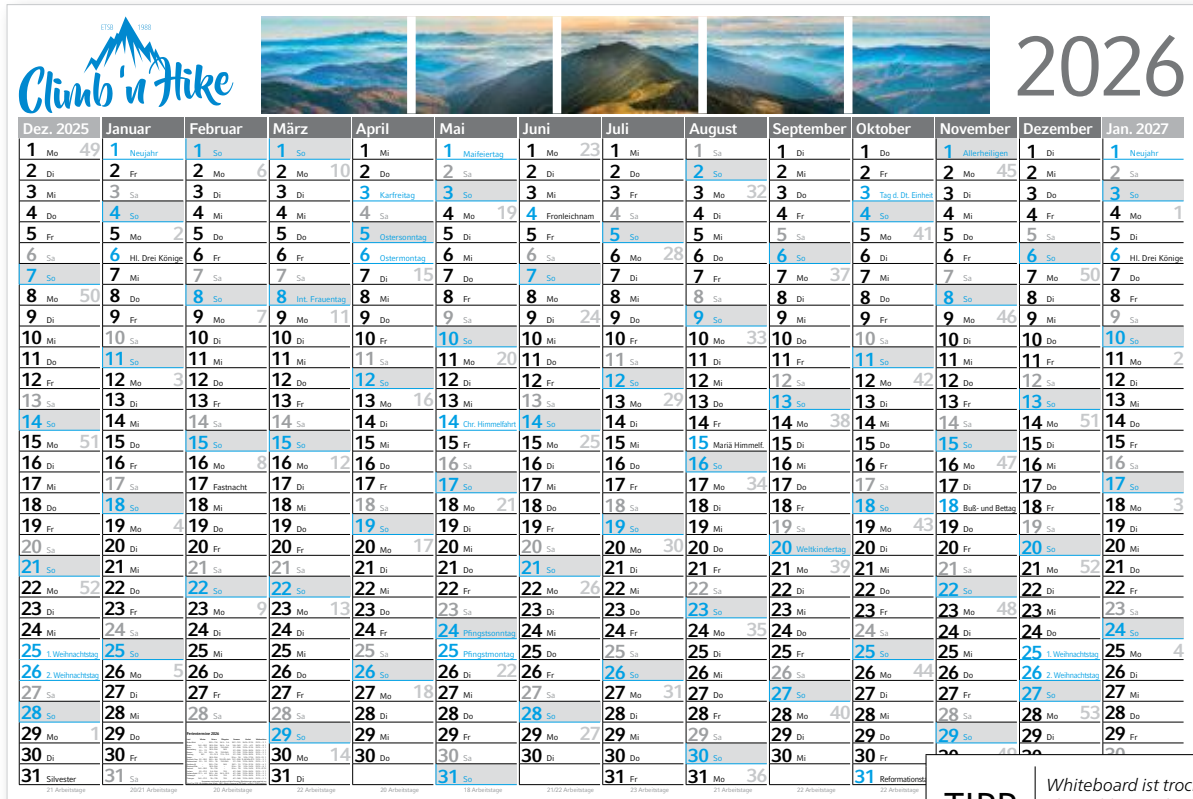 ETSD 1988
Climb 'n Hike
2026
Dez. 2025 Januar Februar März April Mai Juni Juli August September Oktober November Dezember Jan. 2027
1 Mo 49 1 Neujahr 1 So 1 So 1 Mi 1 Maifeiertag 1 Mo 23 1 Mi 1 Sa 1 Di 1 Do 1 Allerheiligen 1 Di 1 Neujahr
2 Di 2 Fr 2 Mo 6 2 Mo 10 2 Do 2 Sa 2 Di 2 Do 2 So 2 Mi 2 Fr 2 Mo 45 2 Mi 2 Sa
3 Mi 3 Sa 3 Di 3 Di 3 Karfreitag 3 So 3 Mi 3 Fr 3 Mo 32 3 Do 3 Tag d. Dt. Einheit 3 Di 3 Do 3 So
4 Do 4 So 4 Mi 4 Mi 4 Sa 4 Mo 19 4 Fronleichnam 4 Sa 4 Di 4 Fr 4 So 4 Mi 4 Fr 4 Mo 1
5 Fr 5 Mo 2 5 Do 5 Do 5 Ostersonntag 5 Di 5 Fr 5 So 5 Mi 5 Sa 5 Mo 41 5 Do 5 Sa 5 Di
6 Sa 6 Hl. Drei Könige 6 Fr 6 Fr 6 Ostermontag 6 Mi 6 Sa 6 Mo 28 6 Do 6 So 6 Di 6 Fr 6 So 6 Hl. Drei Könige
7 So 7 Mi 7 Sa 7 Sa 7 Di 15 7 Do 7 So 7 Di 7 Fr 7 Mo 37 7 Mi 7 Sa 7 Mo 50 7 Do
8 Mo 50 8 Do 8 So 8 Int. Frauentag 8 Mi 8 Fr 8 Mo 8 Mi 8 Sa 8 Di 8 Do 8 So 8 Di 8 Fr
9 Di 9 Fr 9 Mo 7 9 Mo 11 9 Do 9 Sa 9 Di 24 9 Do 9 So 9 Mi 9 Fr 9 Mo 46 9 Mi 9 Sa
10 Mi 10 Sa 10 Di 10 Di 10 Fr 10 So 10 Mi 10 Fr 10 Mo 33 10 Do 10 Sa 10 Di 10 Do 10 So
11 Do 11 So 11 Mi 11 Mi 11 Sa 11 Mo 20 11 Do 11 Sa 11 Di 11 Fr 11 So 11 Mi 11 Fr 11 Mo 2
12 Fr 12 Mo 3 12 Do 12 Do 12 So 12 Di 12 Fr 12 So 12 Mi 12 Sa 12 Mo 42 12 Do 12 Sa 12 Di
13 Sa 13 Di 13 Fr 13 Fr 13 Mo 16 13 Mi 13 Sa 13 Mo 29 13 Do 13 So 13 Di 13 Fr 13 So 13 Mi
14 So 14 Mi 14 Sa 14 Sa 14 Di 14 Chr. Himmelfahrt 14 So 14 Di 14 Fr 14 Mo 38 14 Mi 14 Sa 14 Mo 51 14 Do
15 Mo 51 15 Do 15 So 15 So 15 Mi 15 Fr 15 Mo 25 15 Mi 15 Mariä Himmelf. 15 Di 15 Do 15 So 15 Di 15 Fr
16 Di 16 Fr 16 Mo 8 16 Mo 12 16 Do 16 Sa 16 Di 16 Do 16 So 16 Mi 16 Fr 16 Mo 47 16 Mi 16 Sa
17 Mi 17 Sa 17 Fastnacht 17 Di 17 Fr 17 So 17 Mi 17 Fr 17 Mo 34 17 Do 17 Sa 17 Di 17 Do 17 So
18 Do 18 So 18 Mi 18 Mi 18 Sa 18 Mo 21 18 Do 18 Sa 18 Di 18 Fr 18 So 18 Buß- und Bettag 18 Fr 18 Mo 3
19 Fr 19 Mo 4 19 Do 19 Do 19 So 19 Di 19 Fr 19 So 19 Mi 19 Sa 19 Mo 43 19 Do 19 Sa 19 Di
20 Sa 20 Di 20 Fr 20 Fr 20 Mo 17 20 Mi 20 Sa 20 Mo 30 20 Do 20 Weltkindertag 20 Di 20 Fr 20 So 20 Mi
21 So 21 Mi 21 Sa 21 Sa 21 Di 21 Do 21 So 21 Di 21 Fr 21 Mo 39 21 Mi 21 Sa 21 Mo 52 21 Do
22 Mo 52 22 Do 22 So 22 So 22 Mi 22 Fr 22 Mo 26 22 Mi 22 Sa 22 Di 22 Do 22 So 22 Di 22 Fr
23 Di 23 Fr 23 Mo 9 23 Mo 13 23 Do 23 Sa 23 Di 23 Do 23 So 23 Mi 23 Fr 23 Mo 48 23 Mi 23 Sa
24 Mi 24 Sa 24 Di 24 Di 24 Fr 24 Pfingstsonntag 24 Mi 24 Fr 24 Mo 35 24 Do 24 Sa 24 Di 24 Do 24 So
25 1. Weihnachtstag 25 So 25 Mi 25 Mi 25 Sa 25 Pfingstmontag 25 Do 25 Sa 25 Di 25 Fr 25 So 25 Mi 25 1. Weihnachtstag 25 Mo 4
26 2. Weihnachtstag 26 Mo 5 26 Do 26 Do 26 So 26 Di 22 26 Fr 26 So 26 Mi 26 Sa 26 Mo 44 26 Do 26 2. Weihnachtstag 26 Di
27 Sa 27 Di 27 Fr 27 Fr 27 Mo 18 27 Mi 27 Sa 27 Mo 31 27 Do 27 So 27 Di 27 Fr 27 So 27 Mi
28 So 28 Mi 28 Sa 28 Sa 28 Di 28 Do 28 So 28 Di 28 Fr 28 Mo 40 28 Mi 28 Sa 28 Mo 53 28 Do
29 Mo 1 29 Do Ferientermine 2026 29 So 29 Mi 29 Fr 29 Mo 27 29 Mi 29 Sa 29 Di 29 Do 29 So 29 Di 29 Fr
30 Di 30 Fr 30 Mo 14 30 Do 30 Sa 30 Di 30 Do 30 So 30 Mi 30 Fr
31 Silvester 31 Sa 31 Di 31 So 31 Fr 31 Mo 36 31 Reformationst
21 Arbeitstage 20/21 Arbeitstage 20 Arbeitstage 22 Arbeitstage 20 Arbeitstage 18 Arbeitstage 21/22 Arbeitstage 23 Arbeitstage 21 Arbeitstage 22 Arbeitstage 22 Arbeitstage
TIPP
Whiteboard ist troc